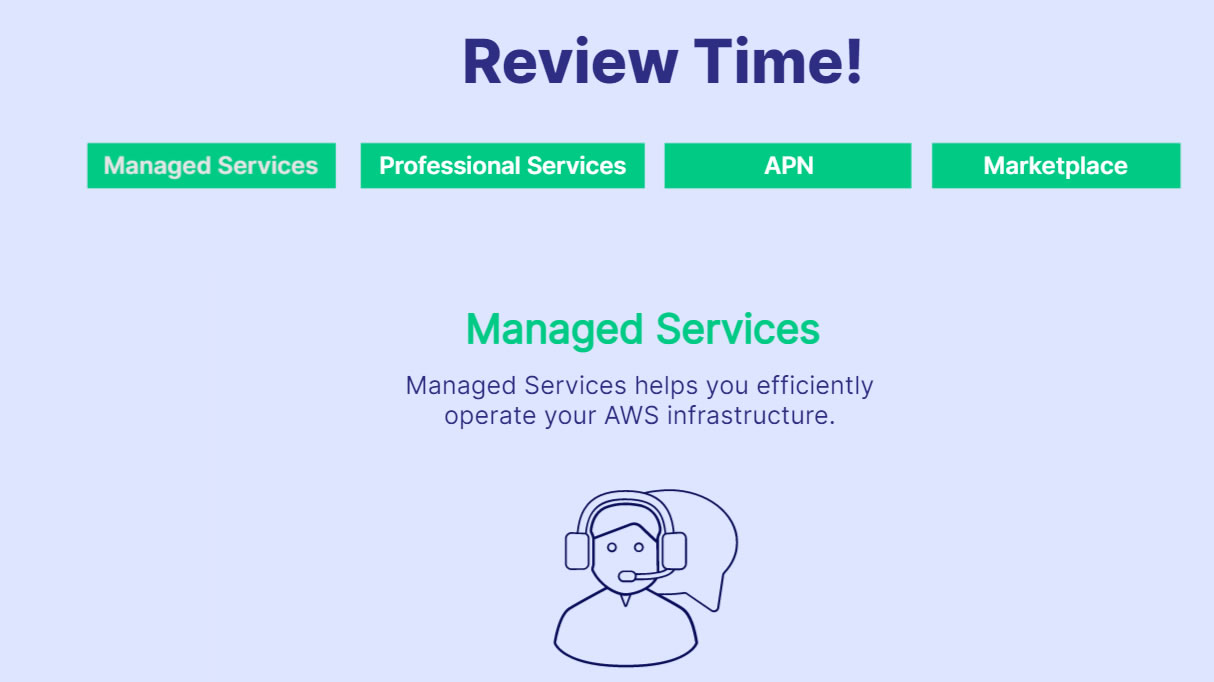 Review Time!
Managed Services
Professional Services
APN
Marketplace
Managed Services
Managed Services helps you efficiently
operate your AWS infrastructure.